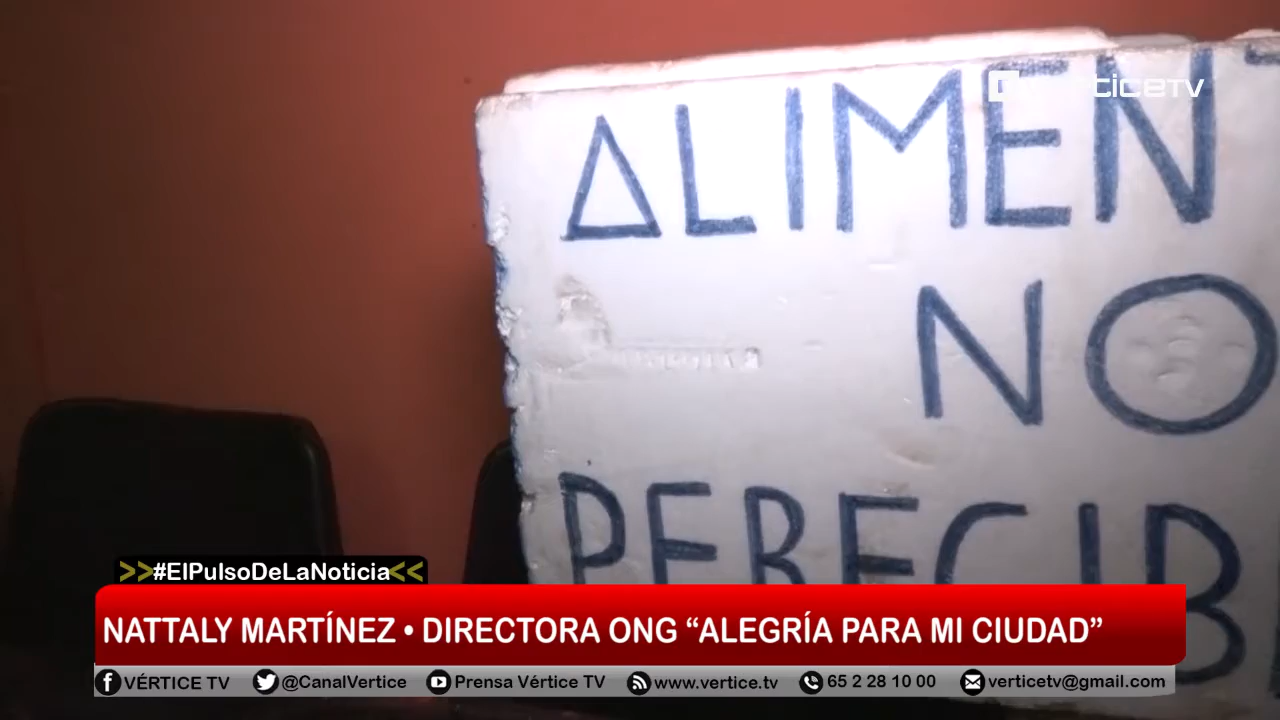 verticeTV
ALIMENT
NO
PERECIB
>>#ElPulsoDeLaNoticia<<
NATTALY MARTÍNEZ • DIRECTORA ONG “ALEGRÍA PARA MI CIUDAD”
VÉRTICE TV @CanalVertice Prensa Vértice TV www.vertice.tv 65 2 28 10 00 verticetv@gmail.com